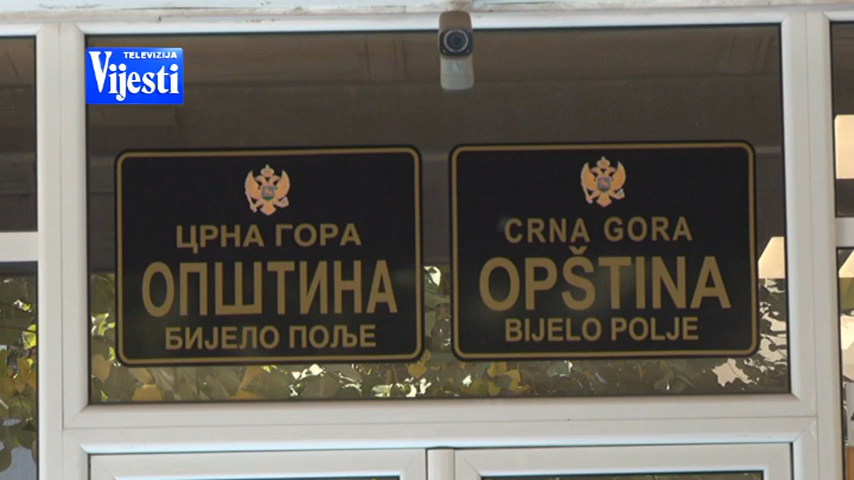 TELEVIZIJA
Vijesti
ЦРНА ГОРА
ОПШТИНА
БИЈЕЛО ПОЉЕ
CRNA GORA
OPŠTINA
BIJELO POLJE